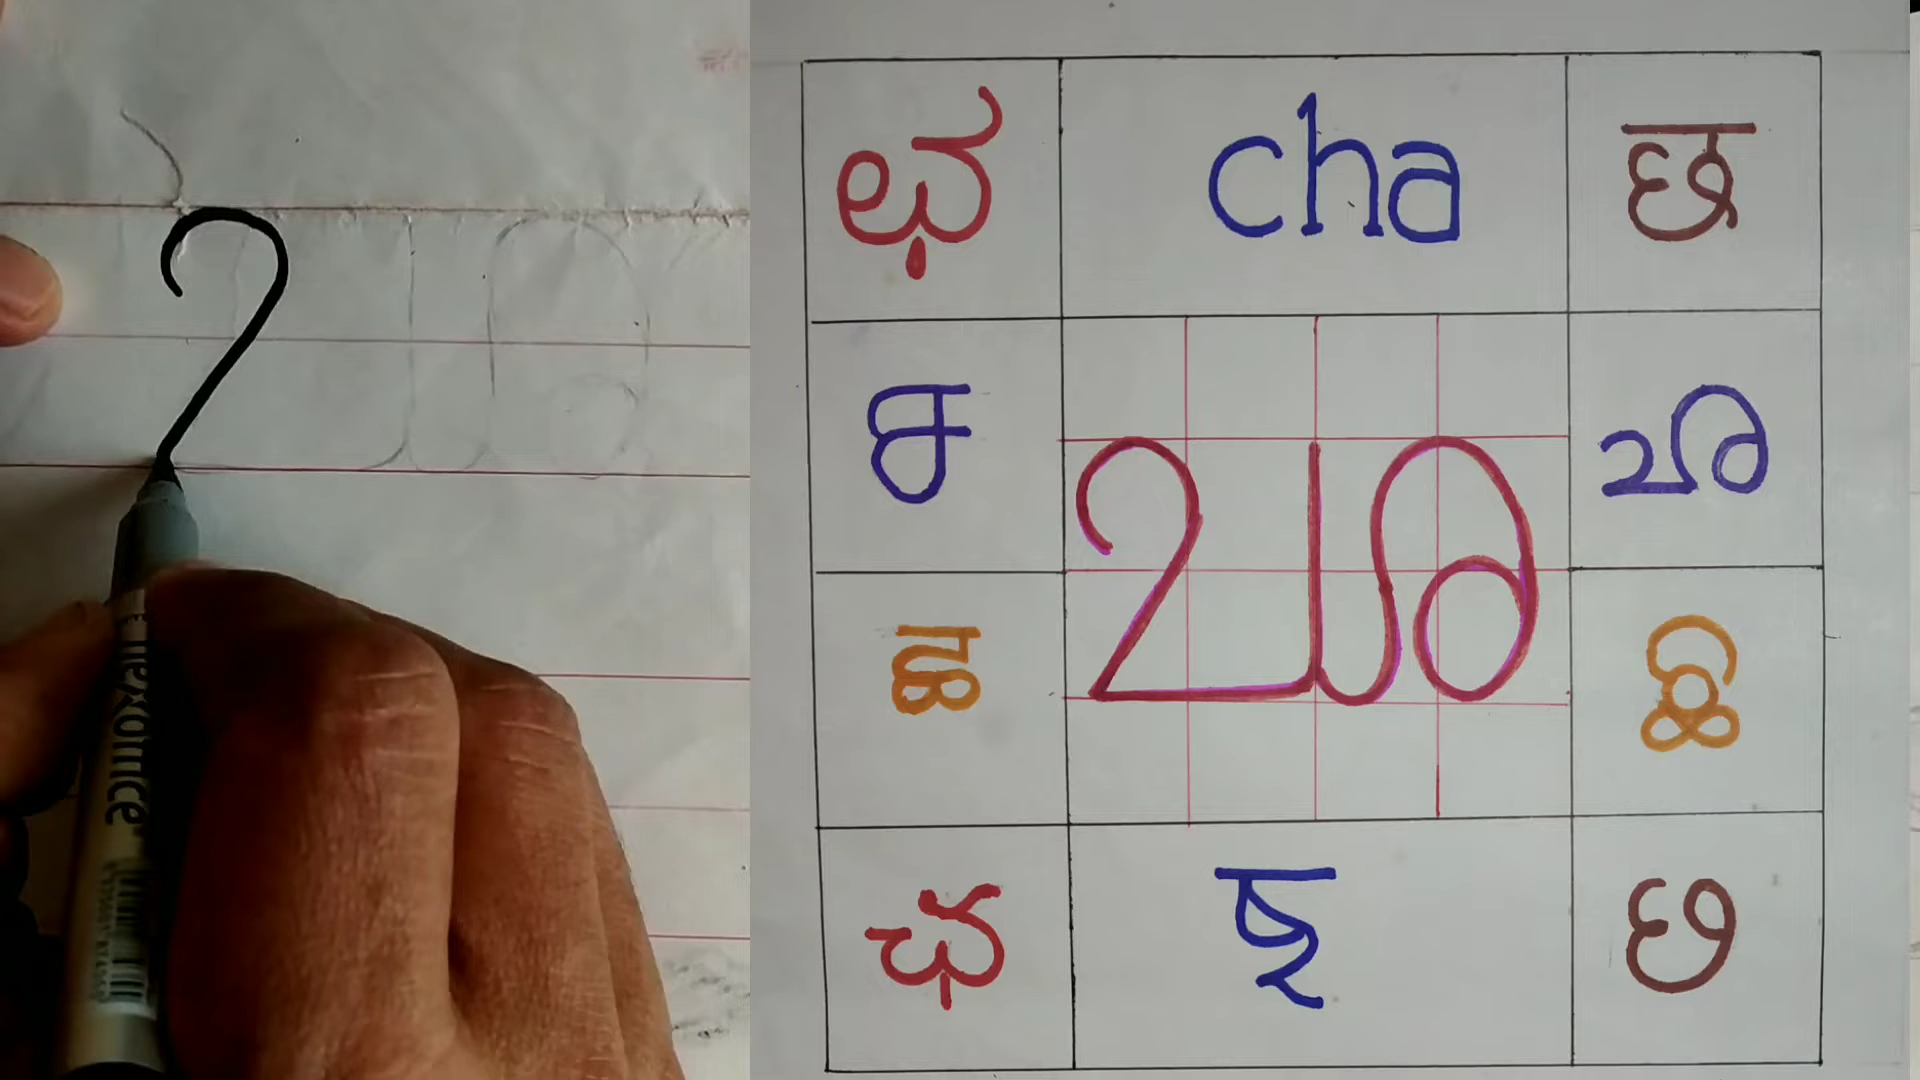 ಛ cha छ
ச ഛ
ਛ ଛ
ఛ ছ છ